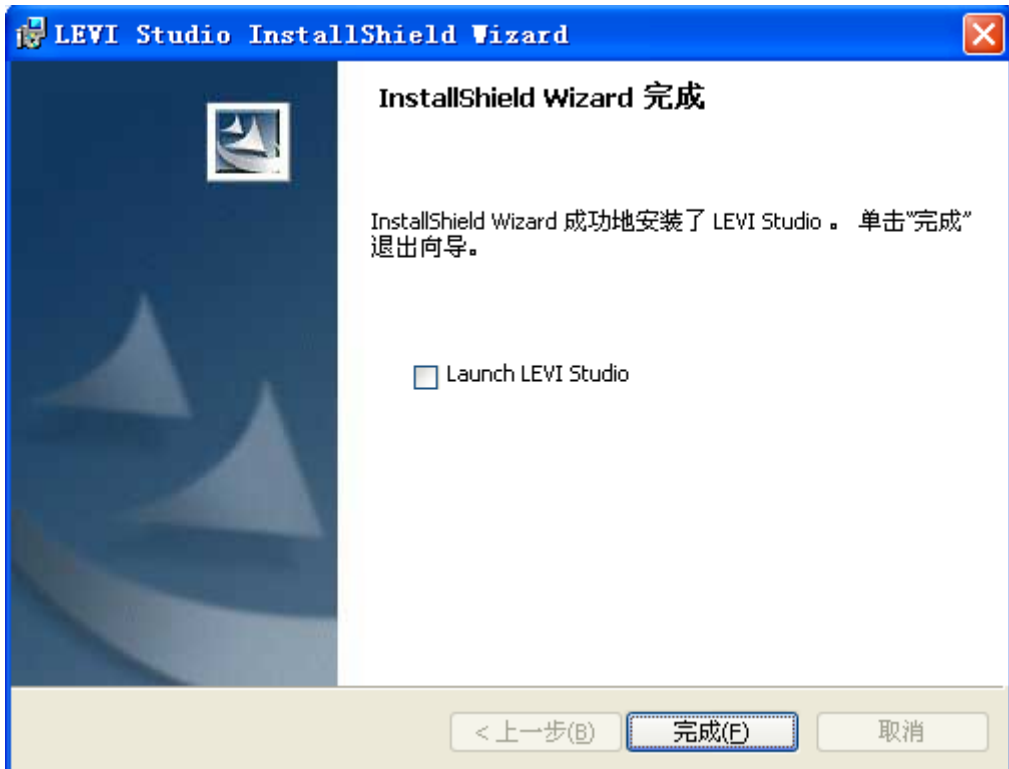 LEVI Studio InstallShield Wizard
InstallShield Wizard 完成
InstallShield Wizard 成功地安装了 LEVI Studio 。 单击“完成”
退出向导。
Launch LEVI Studio
< 上一步(B)
完成(F)
取消